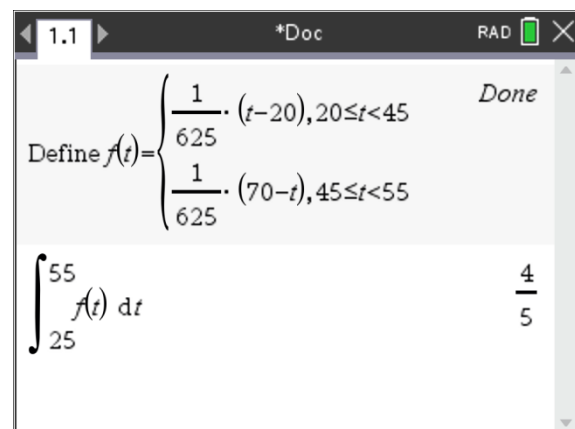 1.1 *Doc RAD
Define f(t)={1/625·(t−20),20≤t<45 Done
1/625·(70−t),45≤t<55
∫55 25 f(t) dt 4/5